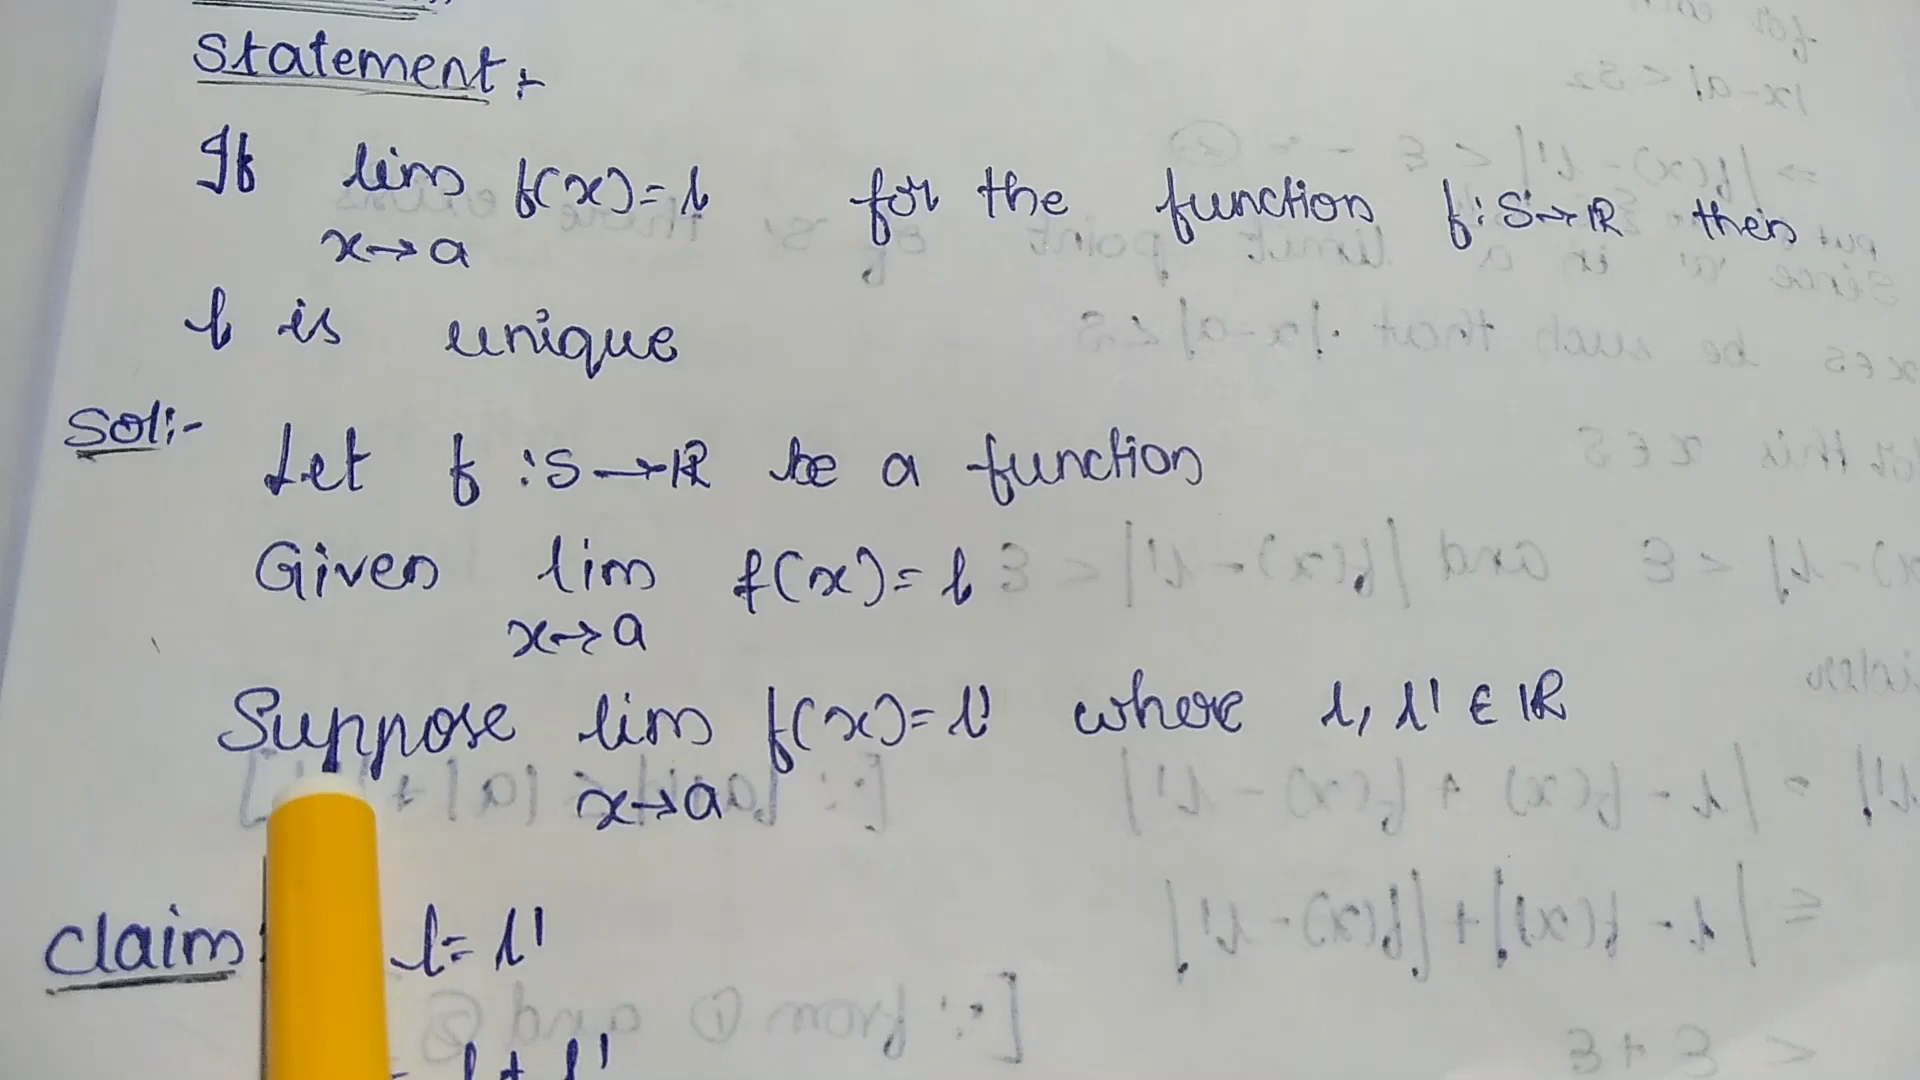 Statement :-
If lim f(x)=l for the function f:S→ℝ then
x→a
l is unique
Sol:-
Let f :S→ℝ be a function
Given lim f(x)=l
x→a
Suppose lim f(x)=l' where l, l' ∈ ℝ
x→a
Claim : l=l'
l ≠ l'